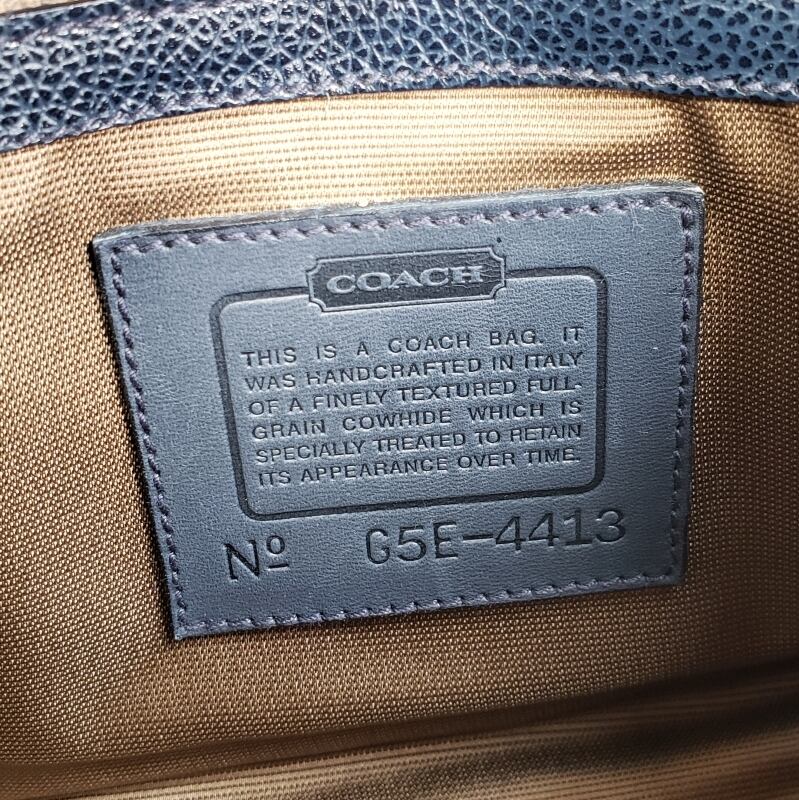 COACH
THIS IS A COACH BAG. IT
WAS HANDCRAFTED IN ITALY
OF A FINELY TEXTURED FULL-
GRAIN COWHIDE WHICH IS
SPECIALLY TREATED TO RETAIN
ITS APPEARANCE OVER TIME.
Nº G5E-4413